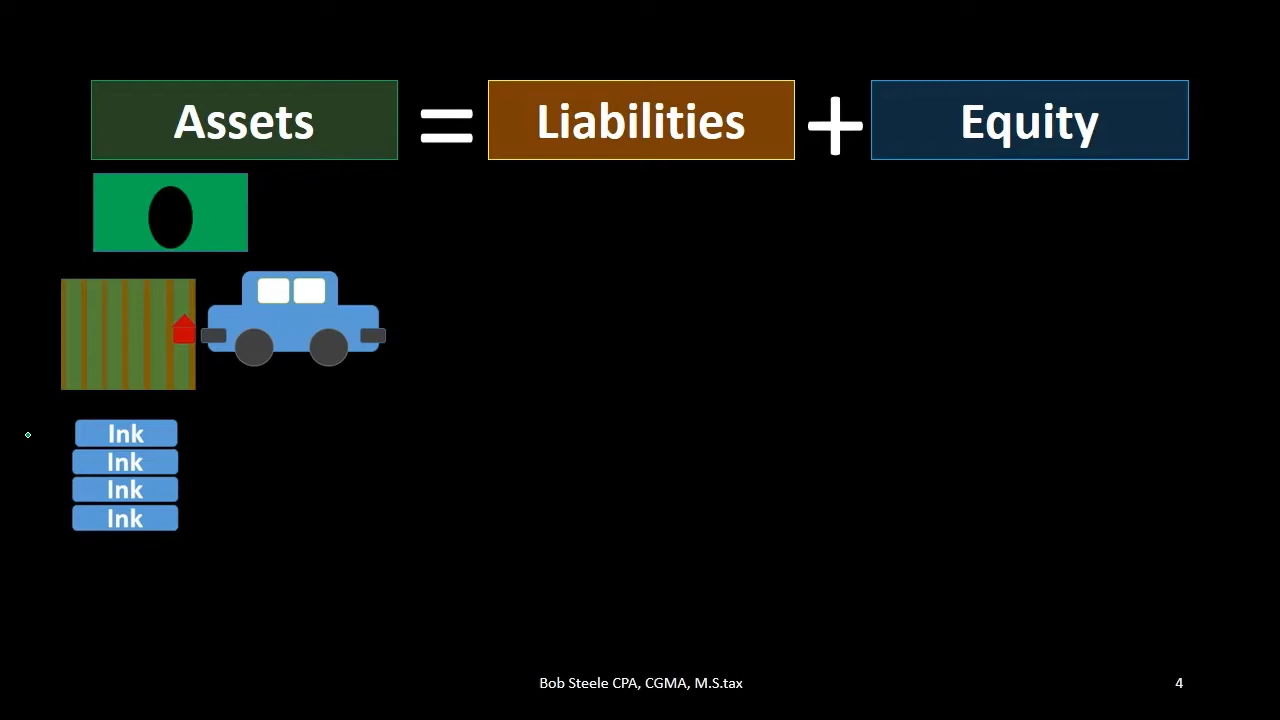 Assets = Liabilities + Equity
Ink
Ink
Ink
Ink
Bob Steele CPA, CGMA, M.S.tax
4